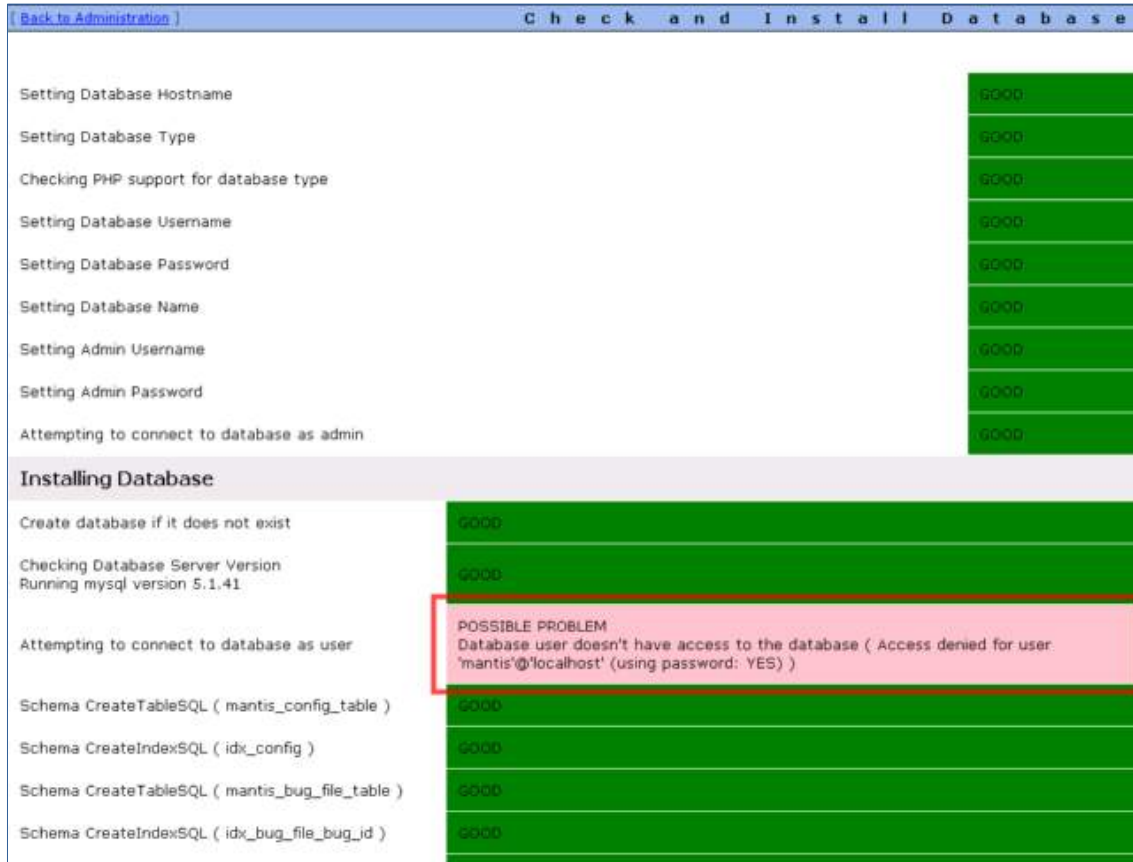 [ Back to Administration ] Check and Install Database
Setting Database Hostname GOOD
Setting Database Type GOOD
Checking PHP support for database type GOOD
Setting Database Username GOOD
Setting Database Password GOOD
Setting Database Name GOOD
Setting Admin Username GOOD
Setting Admin Password GOOD
Attempting to connect to database as admin GOOD
Installing Database
Create database if it does not exist GOOD
Checking Database Server Version
Running mysql version 5.1.41 GOOD
Attempting to connect to database as user
POSSIBLE PROBLEM
Database user doesn't have access to the database ( Access denied for user
'mantis'@'localhost' (using password: YES) )
Schema CreateTableSQL ( mantis_config_table ) GOOD
Schema CreateIndexSQL ( idx_config ) GOOD
Schema CreateTableSQL ( mantis_bug_file_table ) GOOD
Schema CreateIndexSQL ( idx_bug_file_bug_id ) GOOD